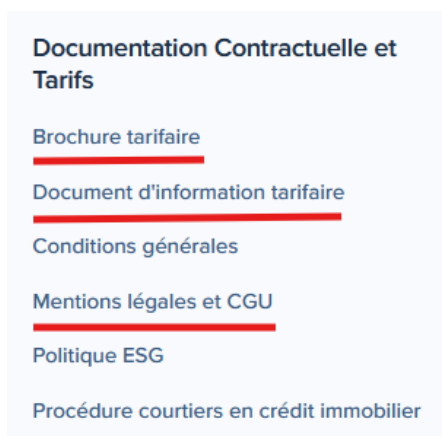 Documentation Contractuelle et
Tarifs
Brochure tarifaire
Document d'information tarifaire
Conditions générales
Mentions légales et CGU
Politique ESG
Procédure courtiers en crédit immobilier